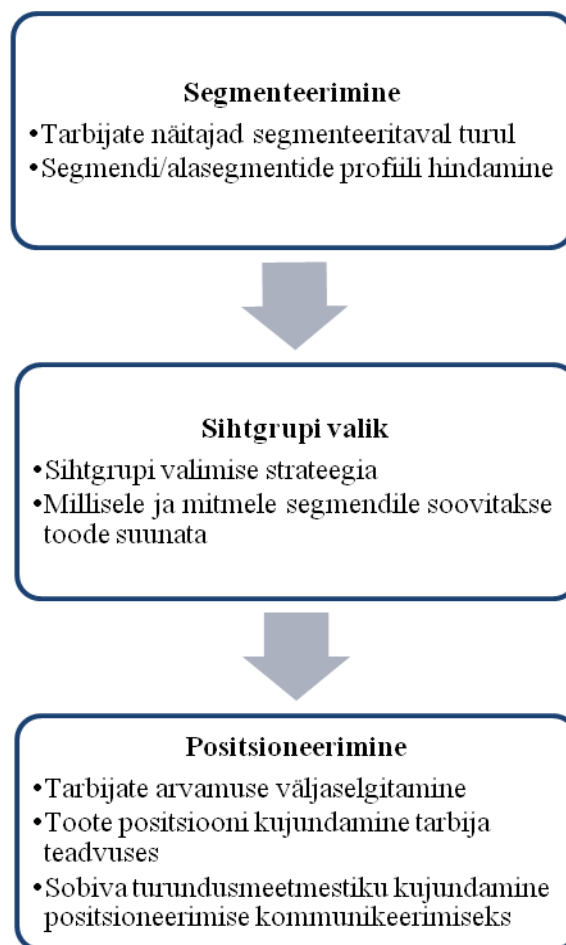 Segmenteerimine
•Tarbijate näitajad segmenteeritaval turul
•Segmendi/alasegmentide profiili hindamine
Sihtgrupi valik
•Sihtgrupi valimise strateegia
•Millisele ja mitmele segmendile soovitakse
toode suunata
Positsioneerimine
•Tarbijate arvamuse väljaselgitamine
•Toote positsiooni kujundamine tarbija
teadvuses
•Sobiva turundusmeetmestiku kujundamine
positsioneerimise kommunikeerimiseks